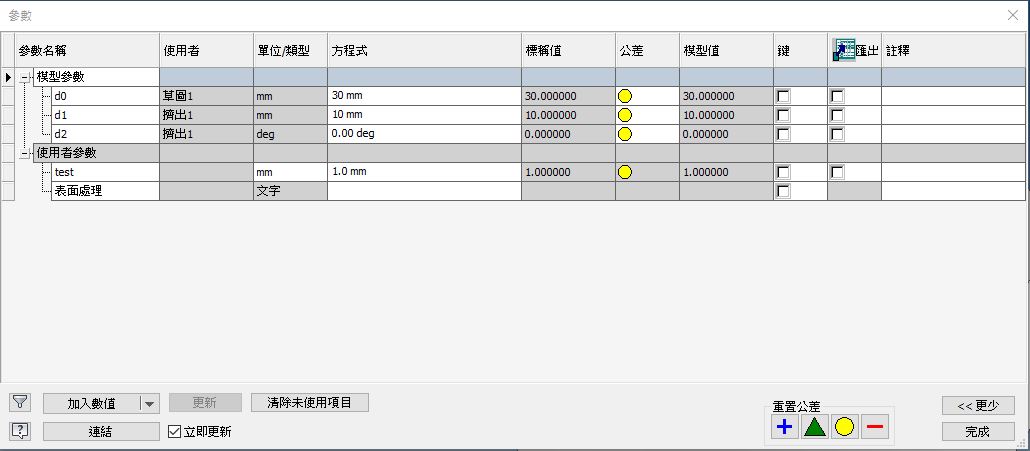 參數
參數名稱 使用者 單位/類型 方程式 標稱值 公差 模型值 鍵 匯出 註釋
模型參數
d0 草圖1 mm 30 mm 30.000000 30.000000
d1 擠出1 mm 10 mm 10.000000 10.000000
d2 擠出1 deg 0.00 deg 0.000000 0.000000
使用者參數
test mm 1.0 mm 1.000000 1.000000
表面處理 文字
加入數值 更新 清除未使用項目 重置公差 << 更少
連結 立即更新 完成